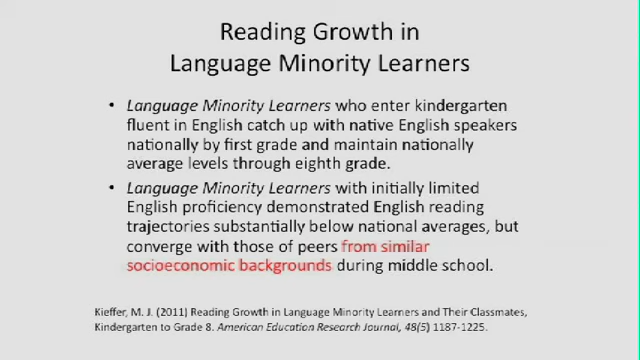 Reading Growth in
Language Minority Learners
• Language Minority Learners who enter kindergarten
fluent in English catch up with native English speakers
nationally by first grade and maintain nationally
average levels through eighth grade.
• Language Minority Learners with initially limited
English proficiency demonstrated English reading
trajectories substantially below national averages, but
converge with those of peers from similar
socioeconomic backgrounds during middle school.
Kieffer, M. J. (2011) Reading Growth in Language Minority Learners and Their Classmates,
Kindergarten to Grade 8. American Education Research Journal, 48(5) 1187-1225.